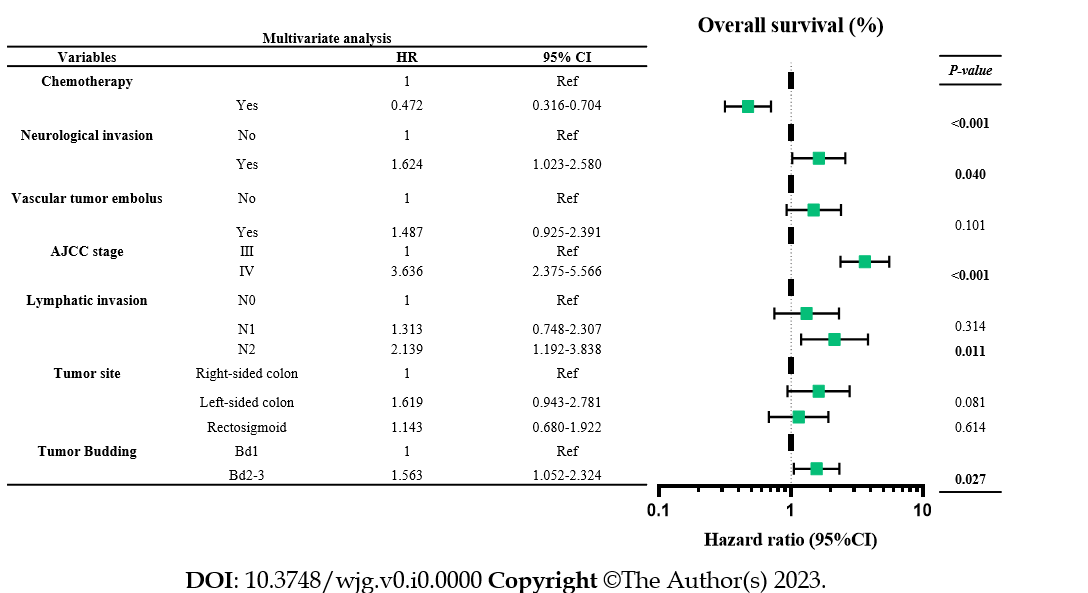 Overall survival (%)
Multivariate analysis
Variables HR 95% CI P-value
Chemotherapy 1 Ref
Yes 0.472 0.316-0.704
<0.001
Neurological invasion No 1 Ref
Yes 1.624 1.023-2.580
0.040
Vascular tumor embolus No 1 Ref
0.101
Yes 1.487 0.925-2.391
AJCC stage III 1 Ref
IV 3.636 2.375-5.566
<0.001
Lymphatic invasion N0 1 Ref
N1 1.313 0.748-2.307 0.314
N2 2.139 1.192-3.838 0.011
Tumor site Right-sided colon 1 Ref
Left-sided colon 1.619 0.943-2.781 0.081
Rectosigmoid 1.143 0.680-1.922 0.614
Tumor Budding Bd1 1 Ref
Bd2-3 1.563 1.052-2.324 0.027
0.1 1 10
Hazard ratio (95%CI)
DOI: 10.3748/wjg.v0.i0.0000 Copyright ©The Author(s) 2023.